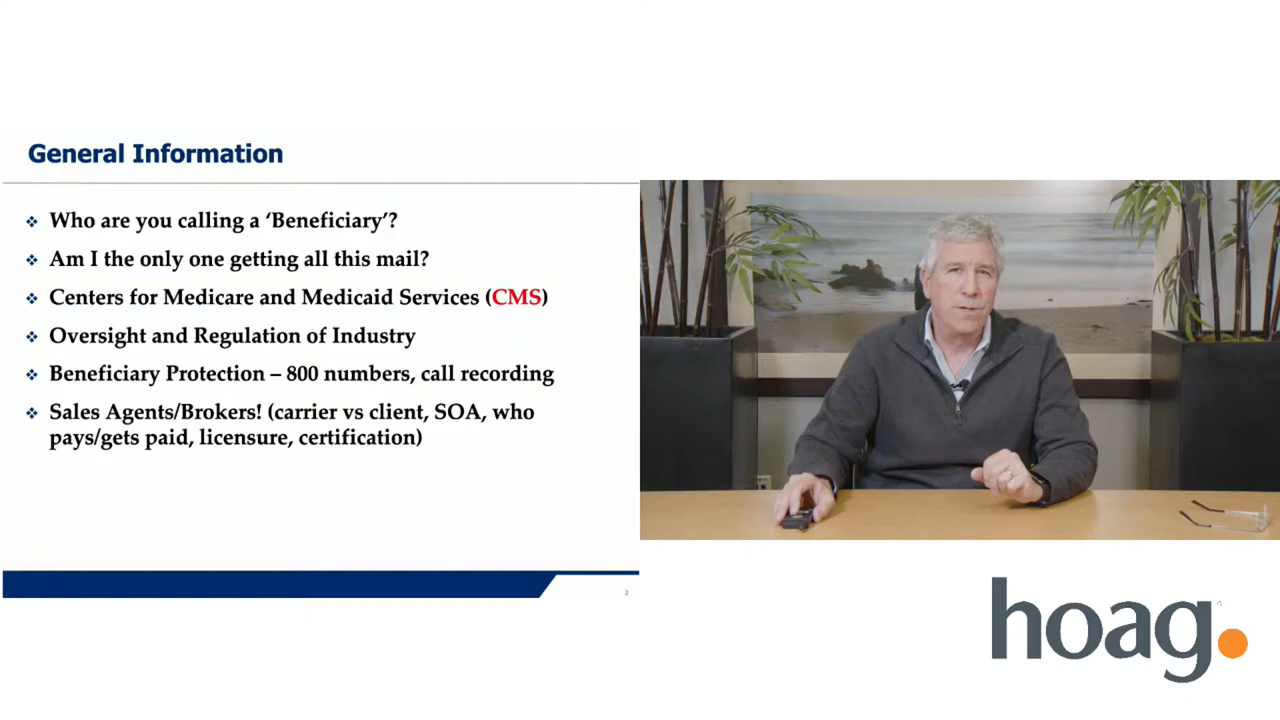 General Information
❖ Who are you calling a ‘Beneficiary’?
❖ Am I the only one getting all this mail?
❖ Centers for Medicare and Medicaid Services (CMS)
❖ Oversight and Regulation of Industry
❖ Beneficiary Protection – 800 numbers, call recording
❖ Sales Agents/Brokers! (carrier vs client, SOA, who
pays/gets paid, licensure, certification)
2
hoag.